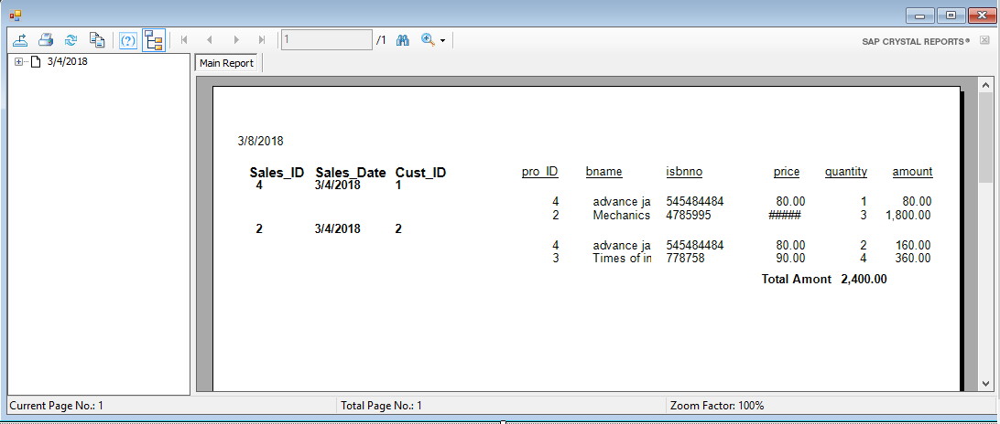 1 /1
SAP CRYSTAL REPORTS®
3/4/2018
Main Report
3/8/2018
Sales_ID Sales_Date Cust_ID pro_ID bname isbnno price quantity amount
4 3/4/2018 1
4 advance ja 545484484 80.00 1 80.00
2 Mechanics 4785995 ##### 3 1,800.00
2 3/4/2018 2
4 advance ja 545484484 80.00 2 160.00
3 Times of in 778758 90.00 4 360.00
Total Amont 2,400.00
Current Page No.: 1 Total Page No.: 1 Zoom Factor: 100%